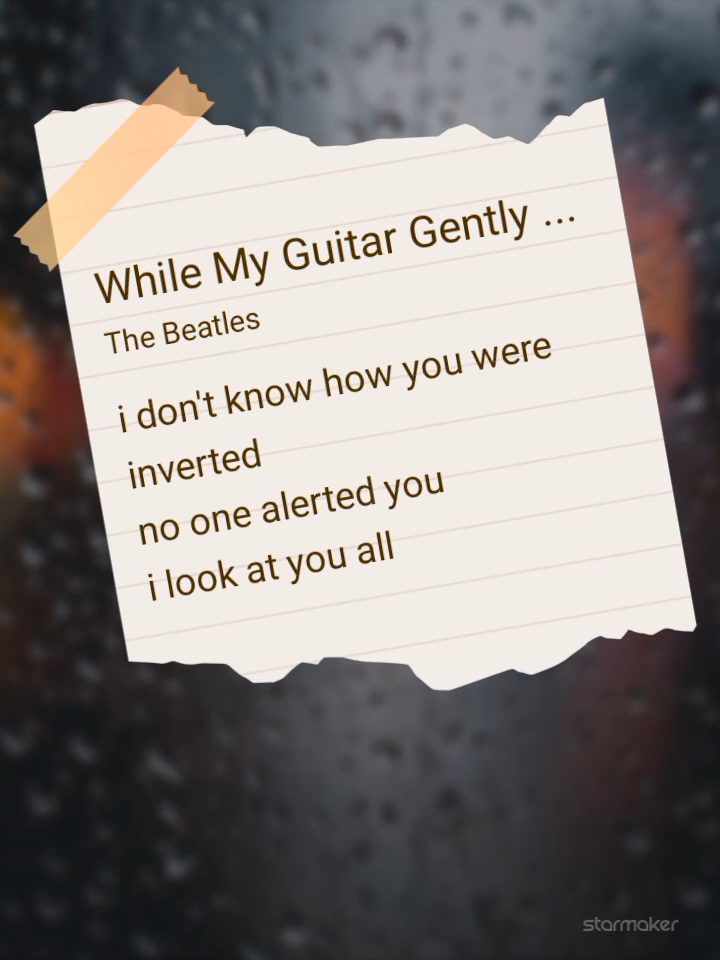 While My Guitar Gently ...
The Beatles
i don't know how you were
inverted
no one alerted you
i look at you all
starmaker